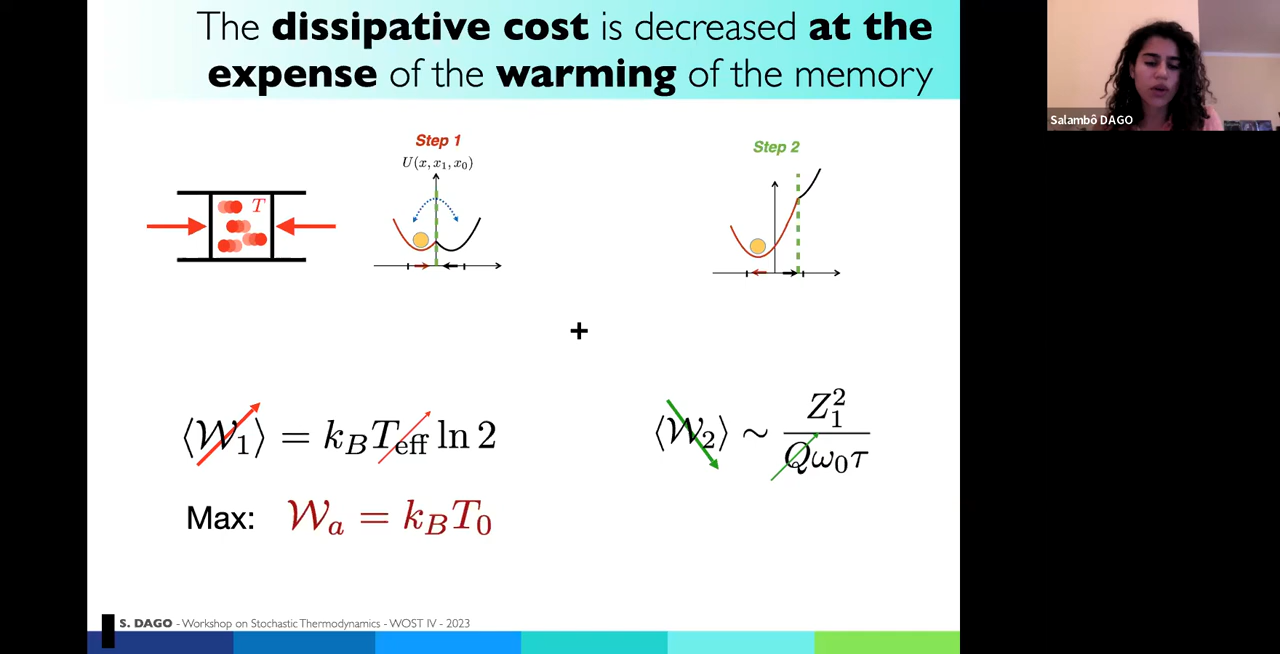 The dissipative cost is decreased at the
expense of the warming of the memory
Salambô DAGO
Step 1
U(x, x₁, x₀)
T
Step 2
+
⟨𝒲₁⟩ = k_B T_eff ln 2
⟨𝒲₂⟩ ∼ Z₁² / Qω₀τ
Max: 𝒲ₐ = k_B T₀
S. DAGO - Workshop on Stochastic Thermodynamics - WOST IV - 2023